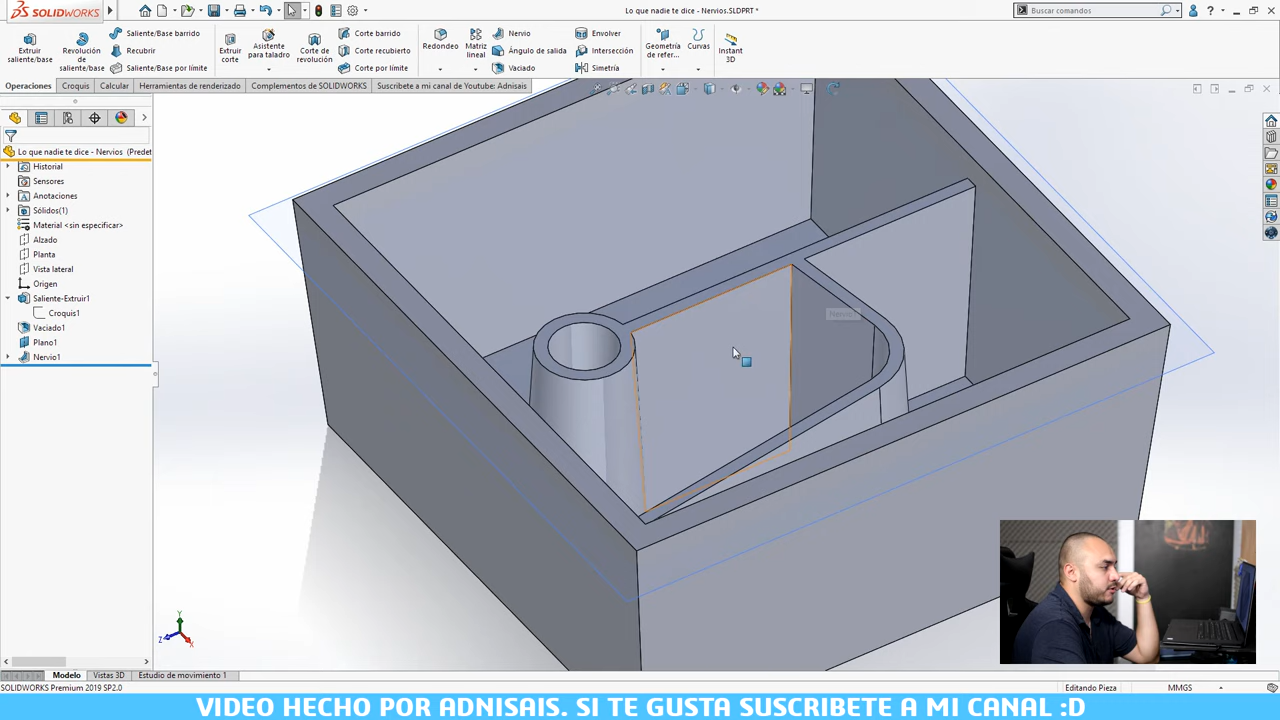 SOLIDWORKS
Lo que nadie te dice - Nervios.SLDPRT *
Buscar comandos
Extruir saliente/base
Revolución de saliente/base
Saliente/Base barrido
Recubrir
Saliente/Base por límite
Extruir corte
Asistente para taladro
Corte de revolución
Corte barrido
Corte recubierto
Corte por límite
Redondeo
Matriz lineal
Nervio
Ángulo de salida
Vaciado
Envolver
Intersección
Simetría
Geometría de refer...
Curvas
Instant 3D
Operaciones
Croquis
Calcular
Herramientas de renderizado
Complementos de SOLIDWORKS
Suscribete a mi canal de Youtube: Adnisais
Lo que nadie te dice - Nervios (Predet
Historial
Sensores
Anotaciones
Sólidos(1)
Material <sin especificar>
Alzado
Planta
Vista lateral
Origen
Saliente-Extruir1
Croquis1
Vaciado1
Plano1
Nervio1
Y
Z
X
Modelo
Vistas 3D
Estudio de movimiento 1
SOLIDWORKS Premium 2019 SP2.0
Editando Pieza
MMGS
VIDEO HECHO POR ADNISAIS. SI TE GUSTA SUSCRIBETE A MI CANAL :D